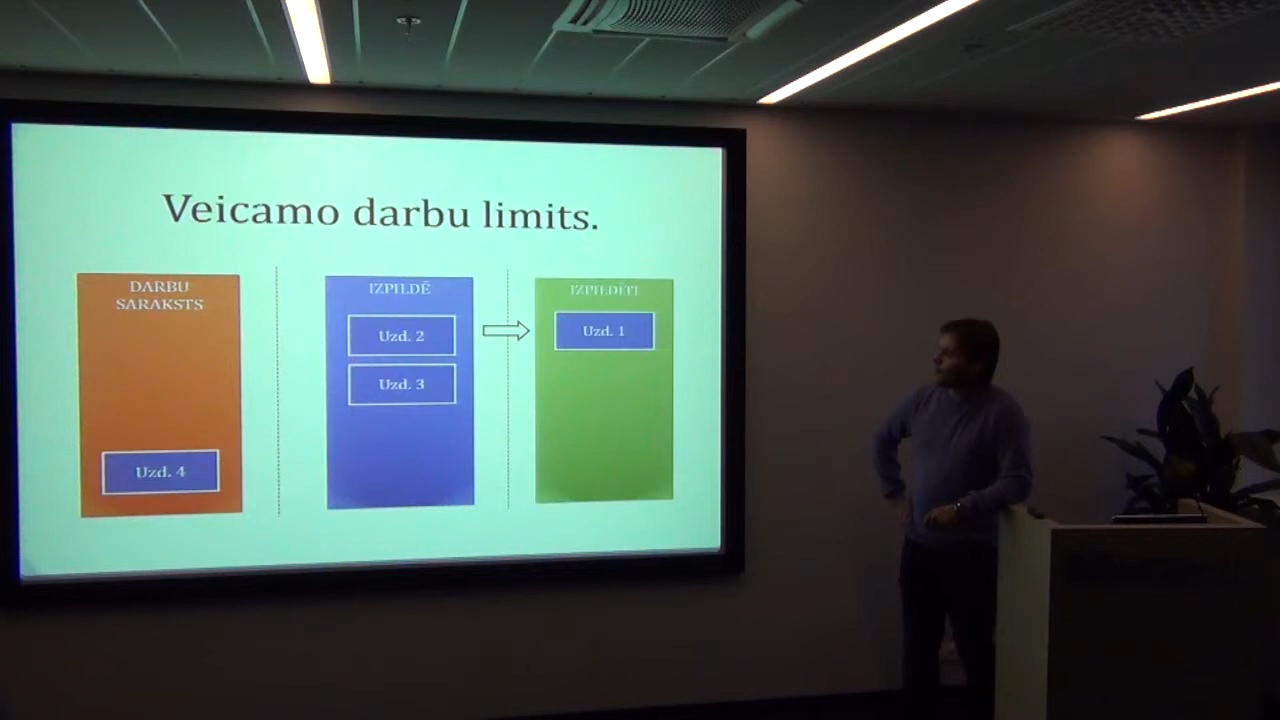 Veicamo darbu limits.
DARBU
SARAKSTS
Uzd. 4
IZPILDĒ
Uzd. 2
Uzd. 3
IZPILDĪTI
Uzd. 1